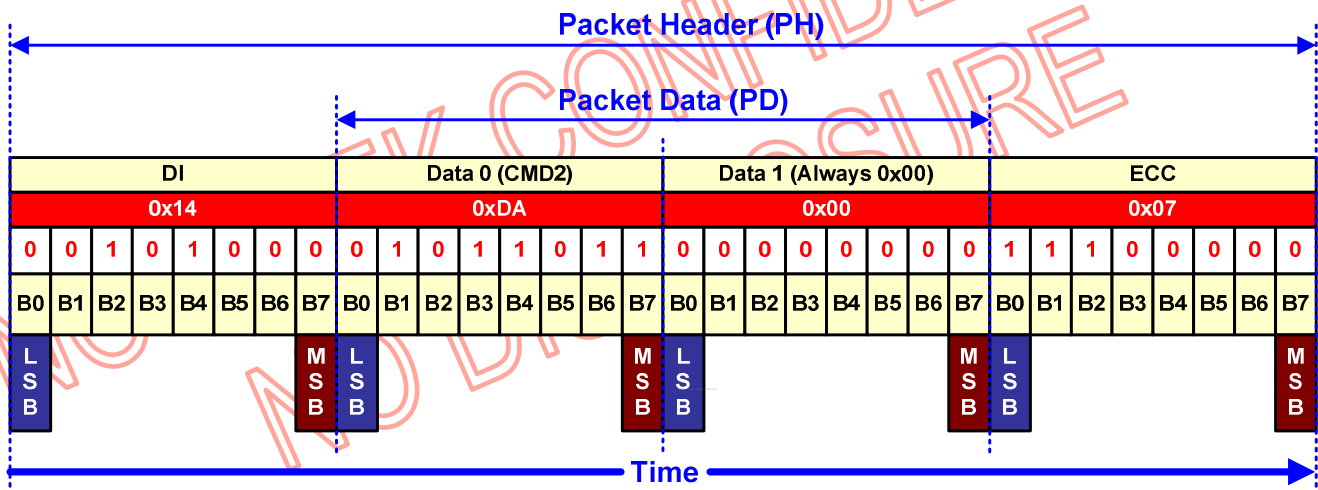 Packet Header (PH)
Packet Data (PD)
DI Data 0 (CMD2) Data 1 (Always 0x00) ECC
0x14 0xDA 0x00 0x07
0 0 1 0 1 0 0 0 0 1 0 1 1 0 1 1 0 0 0 0 0 0 0 0 1 1 1 0 0 0 0 0
B0 B1 B2 B3 B4 B5 B6 B7 B0 B1 B2 B3 B4 B5 B6 B7 B0 B1 B2 B3 B4 B5 B6 B7 B0 B1 B2 B3 B4 B5 B6 B7
LSB MSB LSB MSB LSB MSB LSB MSB
Time
NO DISCLOSURE